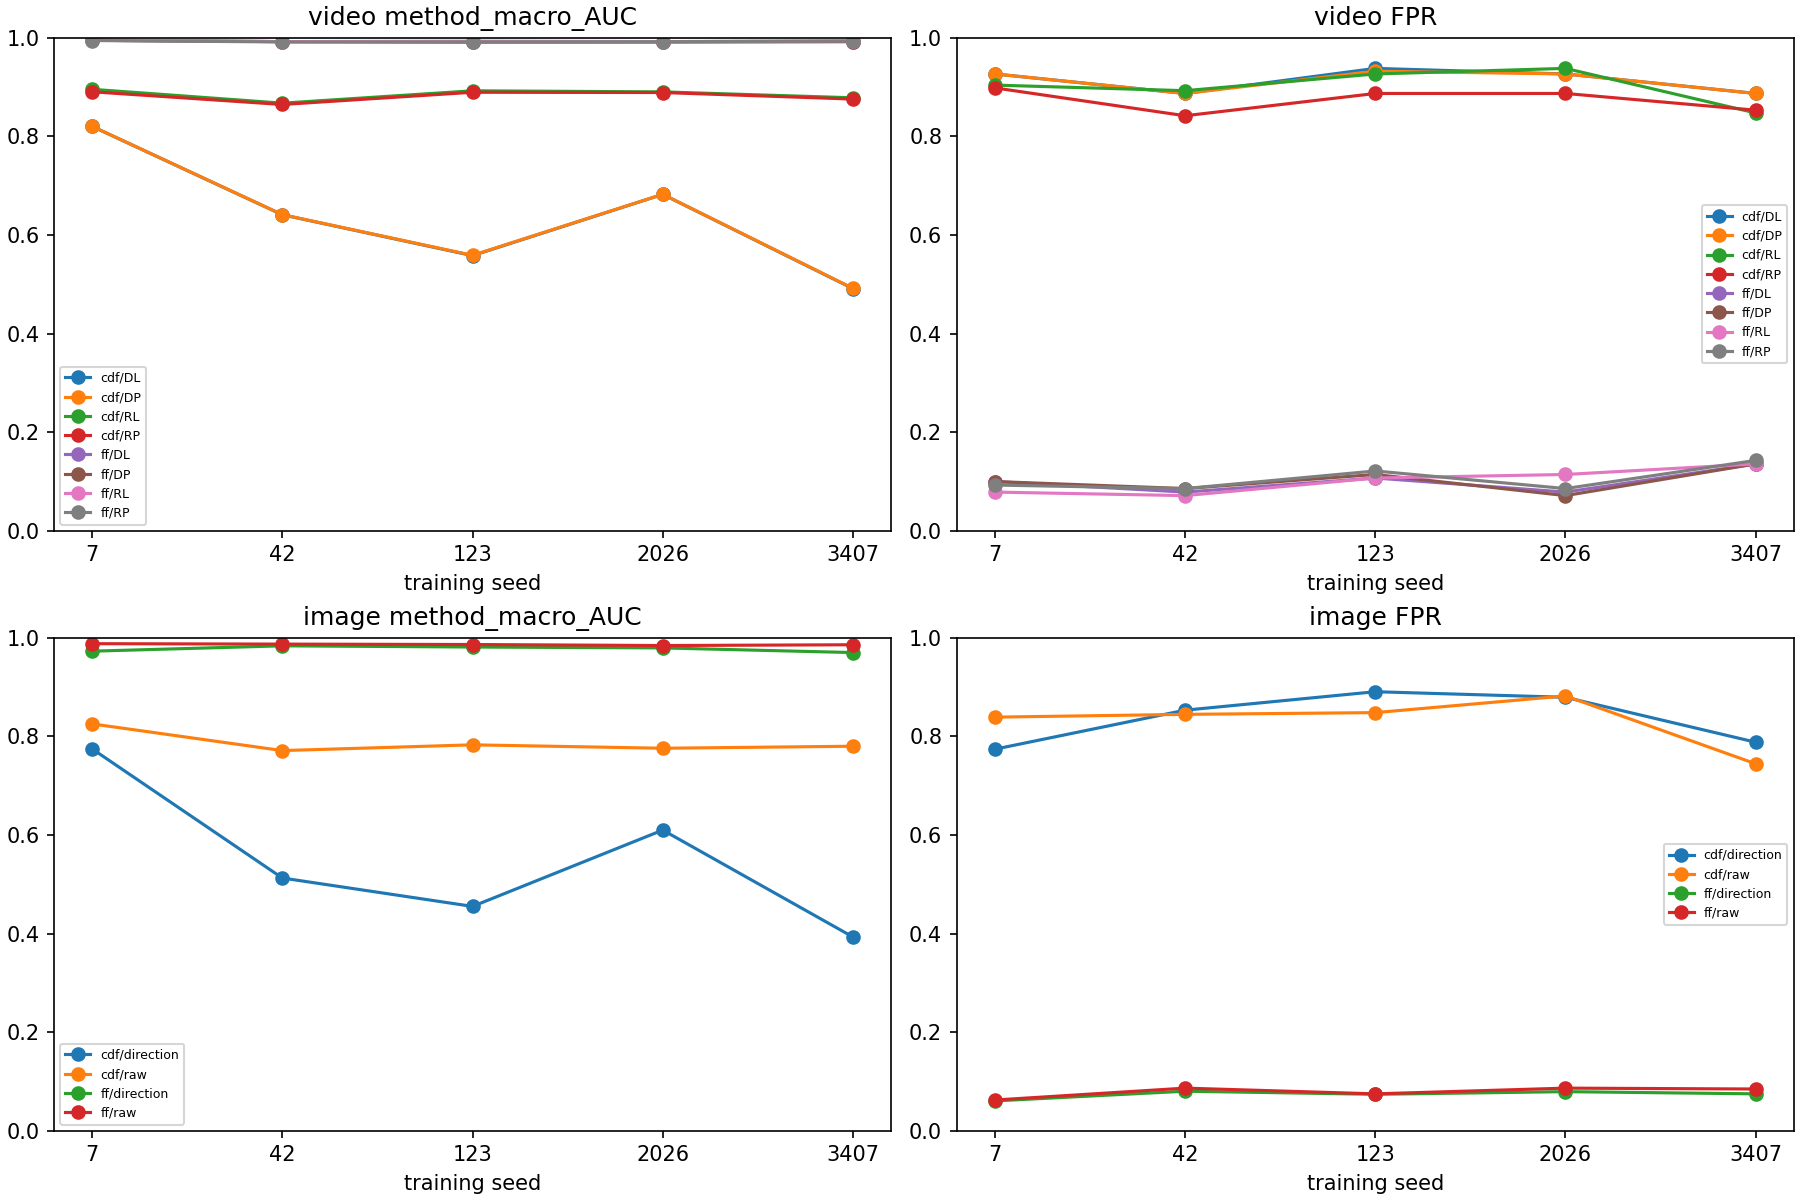 video method_macro_AUC
1.0
0.8
0.6
0.4
0.2
0.0
cdf/DL
cdf/DP
cdf/RL
cdf/RP
ff/DL
ff/DP
ff/RL
ff/RP
7 42 123 2026 3407
training seed
video FPR
1.0
0.8
0.6
0.4
0.2
0.0
cdf/DL
cdf/DP
cdf/RL
cdf/RP
ff/DL
ff/DP
ff/RL
ff/RP
7 42 123 2026 3407
training seed
image method_macro_AUC
1.0
0.8
0.6
0.4
0.2
0.0
cdf/direction
cdf/raw
ff/direction
ff/raw
7 42 123 2026 3407
training seed
image FPR
1.0
0.8
0.6
0.4
0.2
0.0
cdf/direction
cdf/raw
ff/direction
ff/raw
7 42 123 2026 3407
training seed